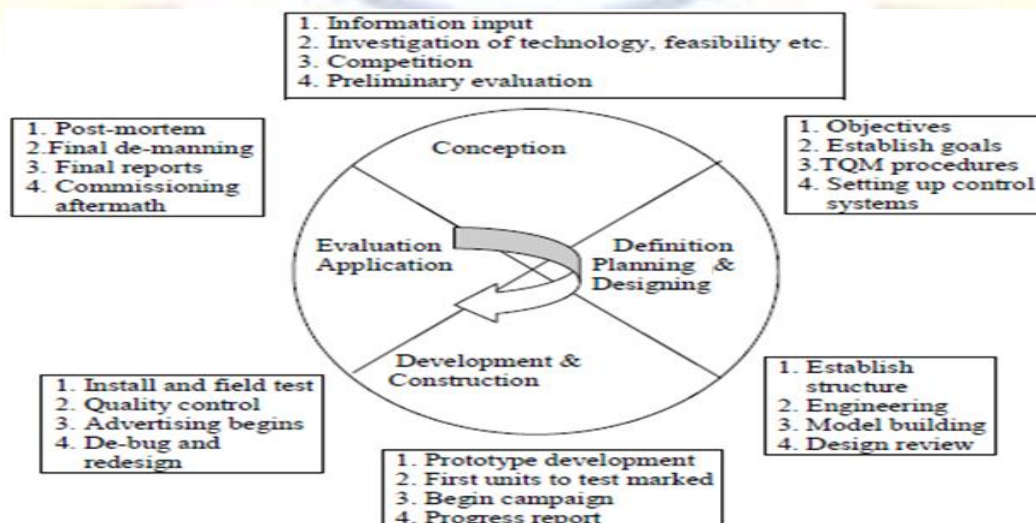 1. Information input
2. Investigation of technology, feasibility etc.
3. Competition
4. Preliminary evaluation
1. Post-mortem
2.Final de-manning
3. Final reports
4. Commissioning
aftermath
Conception
1. Objectives
2. Establish goals
3.TQM procedures
4. Setting up control
systems
Evaluation
Application
Definition
Planning &
Designing
Development &
Construction
1. Install and field test
2. Quality control
3. Advertising begins
4. De-bug and
redesign
1. Prototype development
2. First units to test marked
3. Begin campaign
4. Progress report
1. Establish
structure
2. Engineering
3. Model building
4. Design review